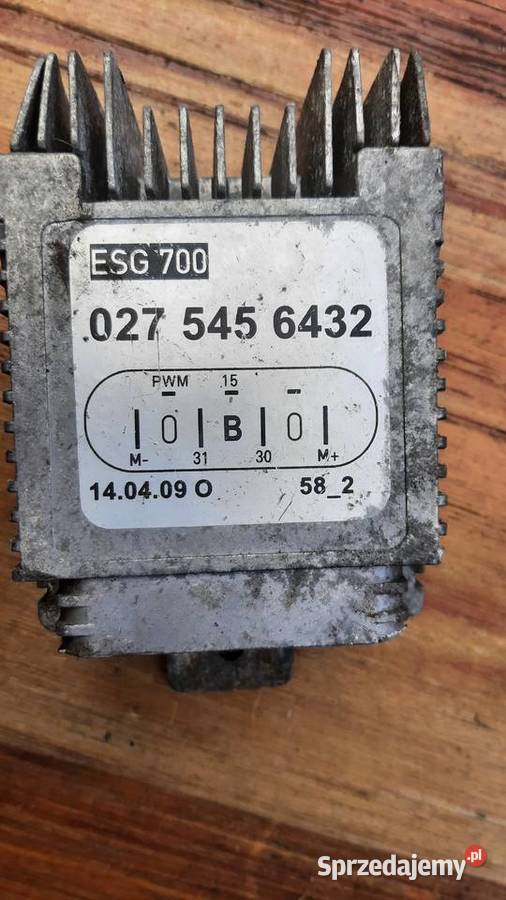 ESG 700
027 545 6432
PWM 15
0 B 0
M- 31 30 M+
14.04.09 O 58_2
Sprzedajemy.pl